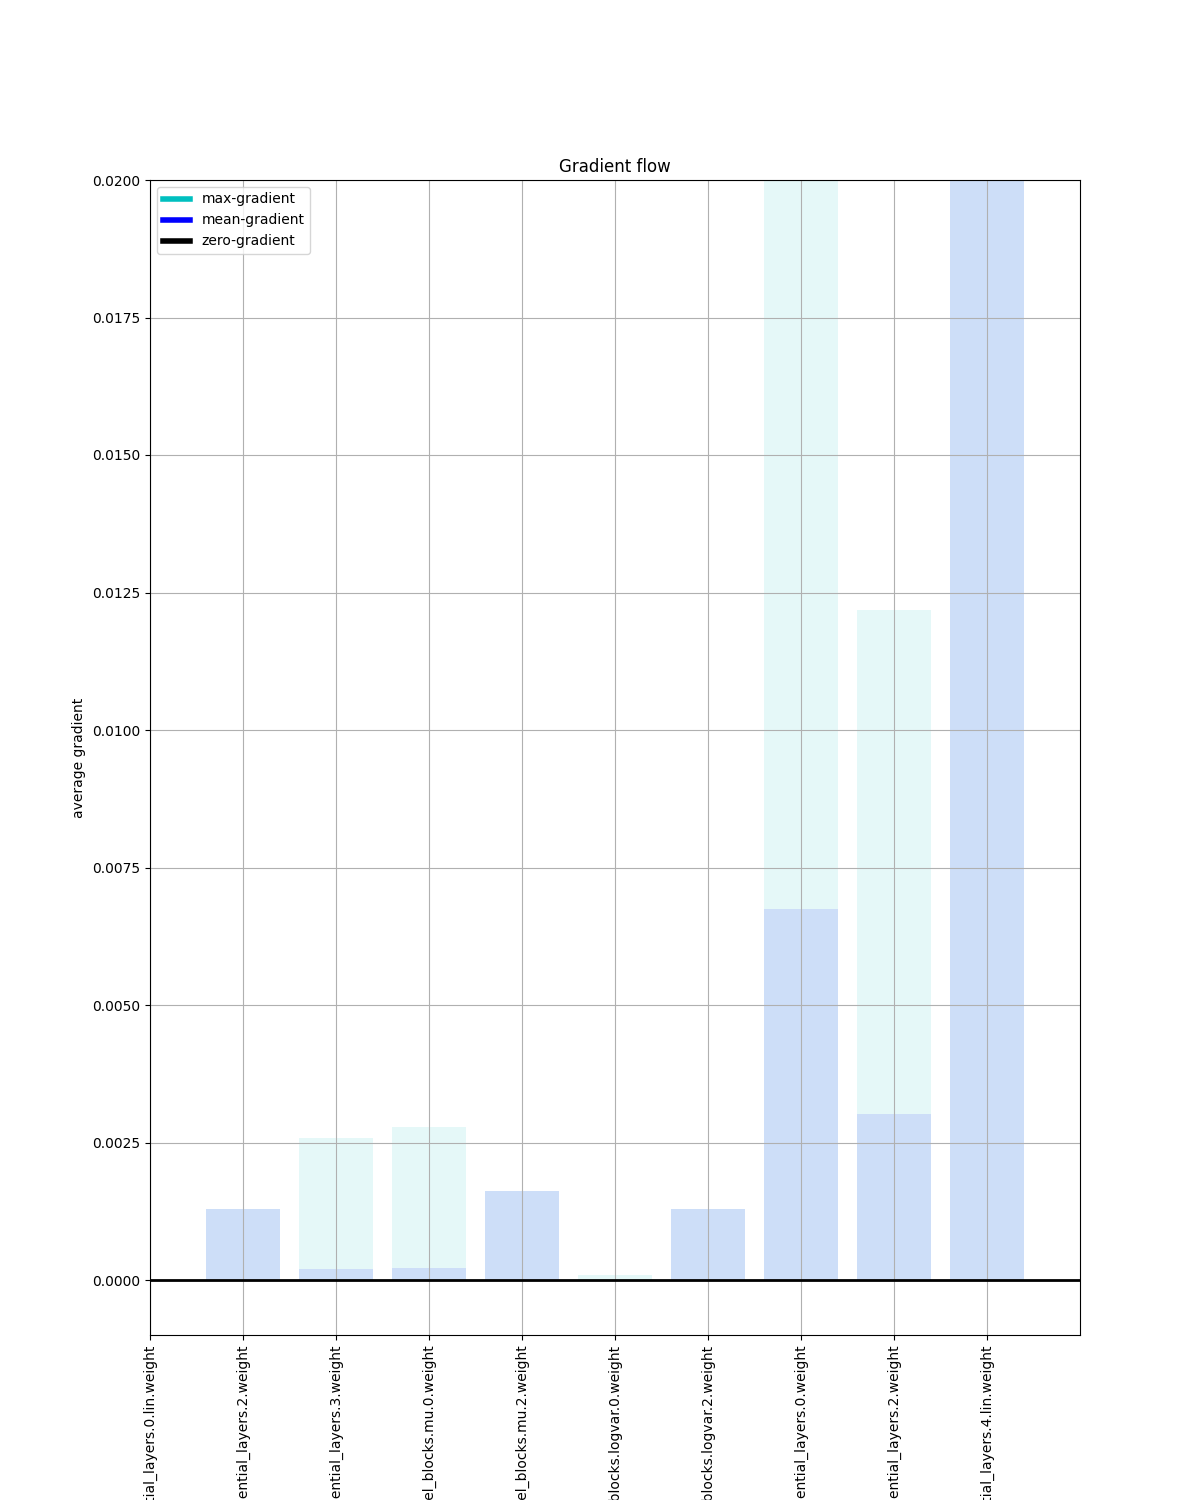 Gradient flow
max-gradient
mean-gradient
zero-gradient
0.0200
0.0175
0.0150
0.0125
0.0100
0.0075
0.0050
0.0025
0.0000
average gradient
tial_layers.0.lin.weight
ential_layers.2.weight
ential_layers.3.weight
el_blocks.mu.0.weight
el_blocks.mu.2.weight
blocks.logvar.0.weight
blocks.logvar.2.weight
ential_layers.0.weight
ential_layers.2.weight
tial_layers.4.lin.weight